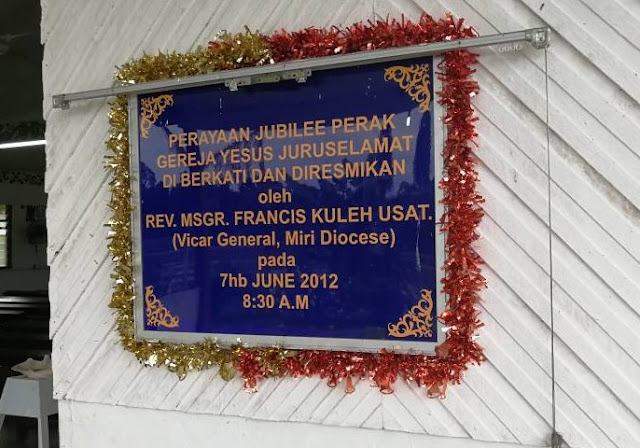 PERAYAAN JUBILEE PERAK
GEREJA YESUS JURUSELAMAT
DI BERKATI DAN DIRESMIKAN
oleh
REV. MSGR. FRANCIS KULEH USAT.
(Vicar General, Miri Diocese)
pada
7hb JUNE 2012
8:30 A.M